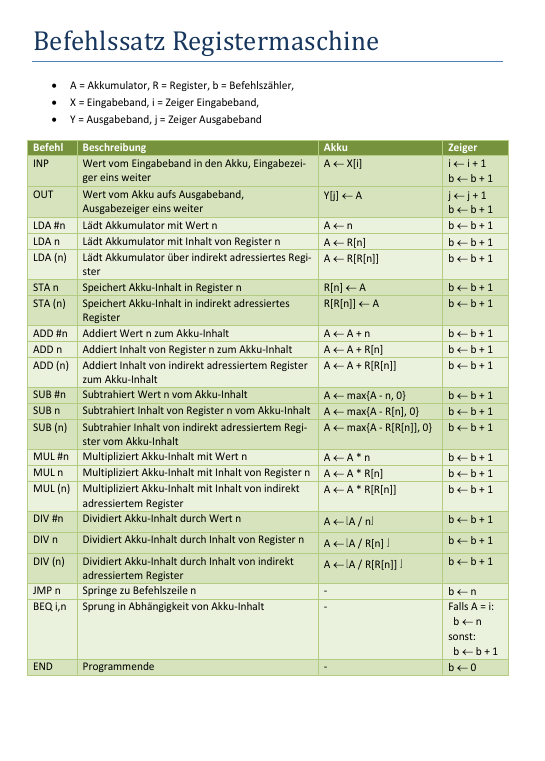 Befehlssatz Registermaschine
• A = Akkumulator, R = Register, b = Befehlszähler,
• X = Eingabeband, i = Zeiger Eingabeband,
• Y = Ausgabeband, j = Zeiger Ausgabeband
Befehl Beschreibung Akku Zeiger
INP Wert vom Eingabeband in den Akku, Eingabezei- A ← X[i] i ← i + 1
ger eins weiter b ← b + 1
OUT Wert vom Akku aufs Ausgabeband, Y[j] ← A j ← j + 1
Ausgabezeiger eins weiter b ← b + 1
LDA #n Lädt Akkumulator mit Wert n A ← n b ← b + 1
LDA n Lädt Akkumulator mit Inhalt von Register n A ← R[n] b ← b + 1
LDA (n) Lädt Akkumulator über indirekt adressiertes Regi- A ← R[R[n]] b ← b + 1
ster
STA n Speichert Akku-Inhalt in Register n R[n] ← A b ← b + 1
STA (n) Speichert Akku-Inhalt in indirekt adressiertes R[R[n]] ← A b ← b + 1
Register
ADD #n Addiert Wert n zum Akku-Inhalt A ← A + n b ← b + 1
ADD n Addiert Inhalt von Register n zum Akku-Inhalt A ← A + R[n] b ← b + 1
ADD (n) Addiert Inhalt von indirekt adressiertem Register A ← A + R[R[n]] b ← b + 1
zum Akku-Inhalt
SUB #n Subtrahiert Wert n vom Akku-Inhalt A ← max{A - n, 0} b ← b + 1
SUB n Subtrahiert Inhalt von Register n vom Akku-Inhalt A ← max{A - R[n], 0} b ← b + 1
SUB (n) Subtrahier Inhalt von indirekt adressiertem Regi- A ← max{A - R[R[n]], 0} b ← b + 1
ster vom Akku-Inhalt
MUL #n Multipliziert Akku-Inhalt mit Wert n A ← A * n b ← b + 1
MUL n Multipliziert Akku-Inhalt mit Inhalt von Register n A ← A * R[n] b ← b + 1
MUL (n) Multipliziert Akku-Inhalt mit Inhalt von indirekt A ← A * R[R[n]] b ← b + 1
adressiertem Register
DIV #n Dividiert Akku-Inhalt durch Wert n A ← ⌊A / n⌋ b ← b + 1
DIV n Dividiert Akku-Inhalt durch Inhalt von Register n A ← ⌊A / R[n] ⌋ b ← b + 1
DIV (n) Dividiert Akku-Inhalt durch Inhalt von indirekt A ← ⌊A / R[R[n]] ⌋ b ← b + 1
adressiertem Register
JMP n Springe zu Befehlszeile n - b ← n
BEQ i,n Sprung in Abhängigkeit von Akku-Inhalt - Falls A = i:
b ← n
sonst:
b ← b + 1
END Programmende - b ← 0